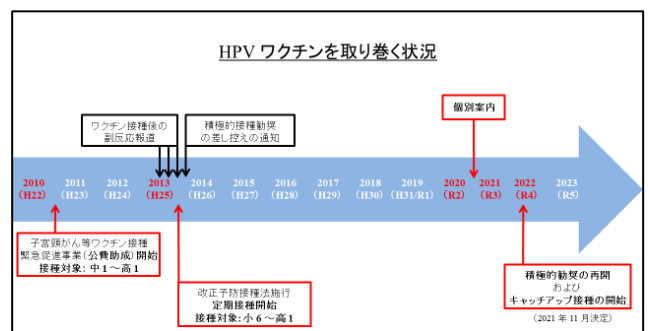 HPV ワクチンを取り巻く状況
ワクチン接種後の
副反応報道
積極的接種勧奨
の差し控えの通知
個別案内
2010 2011 2012 2013 2014 2015 2016 2017 2018 2019 2020 2021 2022 2023
(H22) (H23) (H24) (H25) (H26) (H27) (H28) (H29) (H30) (H31/R1) (R2) (R3) (R4) (R5)
子宮頸がん等ワクチン接種
緊急促進事業(公費助成)開始
接種対象: 中1～高1
改正予防接種法施行
定期接種開始
接種対象: 小6～高1
積極的勧奨の再開
および
キャッチアップ接種の開始
(2021 年 11 月決定)